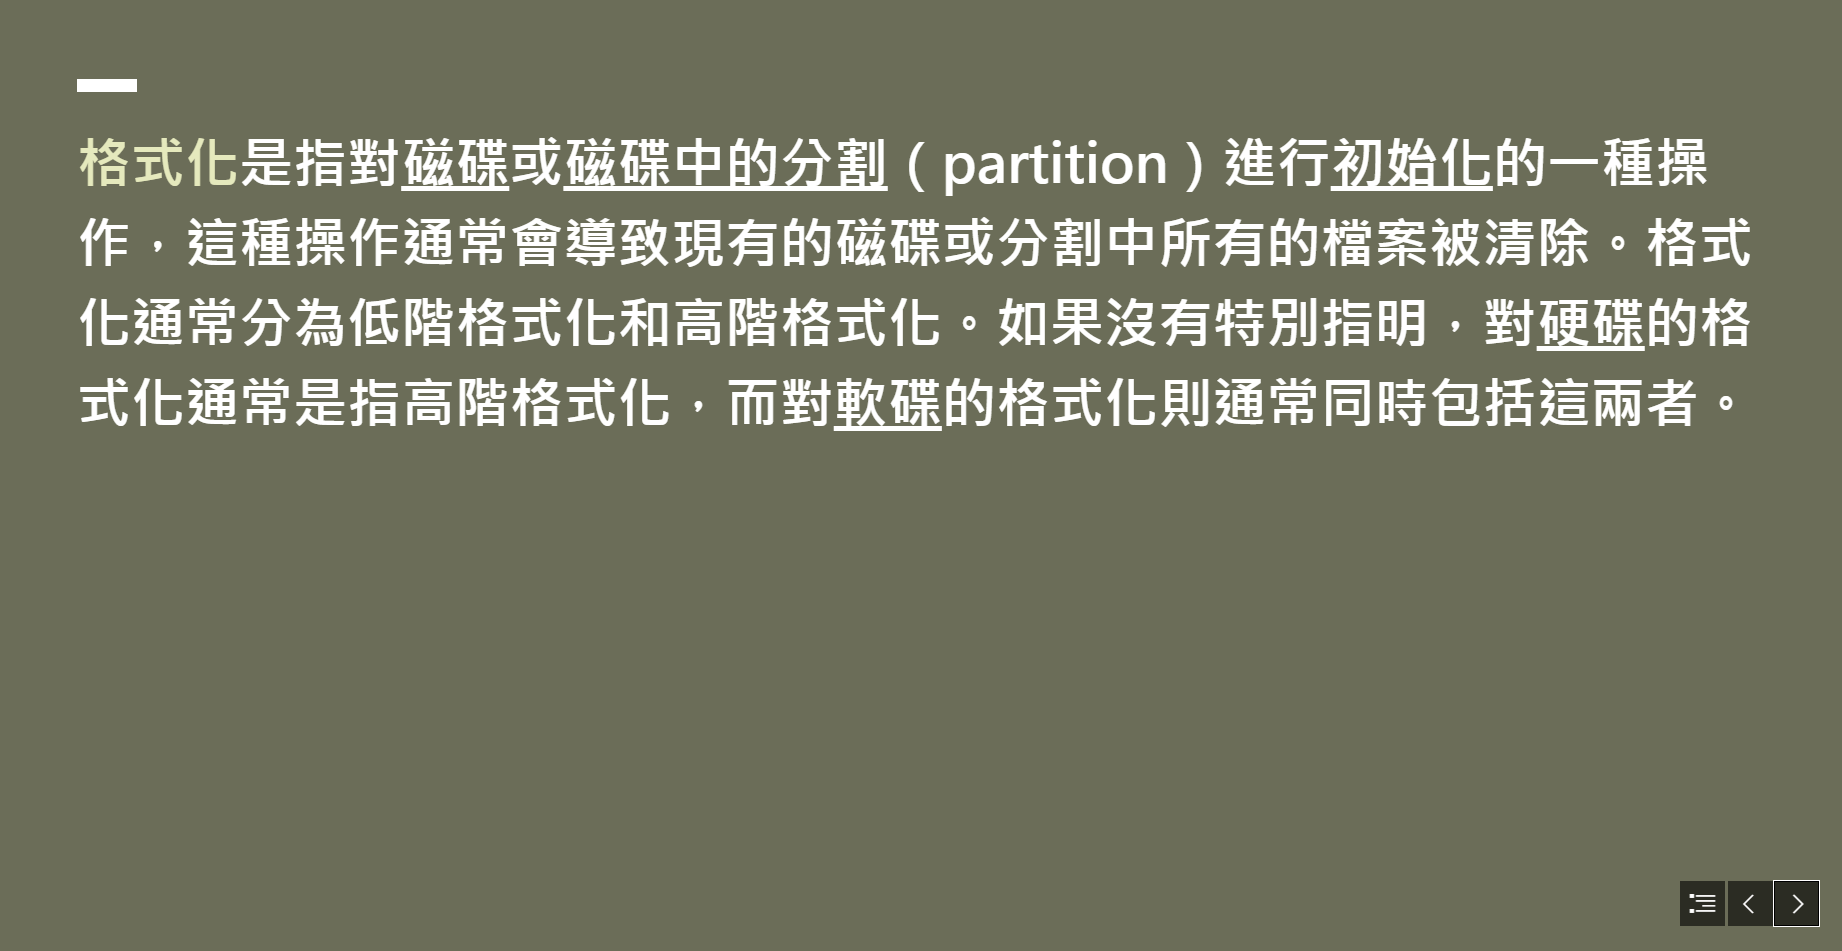 格式化是指對磁碟或磁碟中的分割（partition）進行初始化的一種操
作，這種操作通常會導致現有的磁碟或分割中所有的檔案被清除。格式
化通常分為低階格式化和高階格式化。如果沒有特別指明，對硬碟的格
式化通常是指高階格式化，而對軟碟的格式化則通常同時包括這兩者。